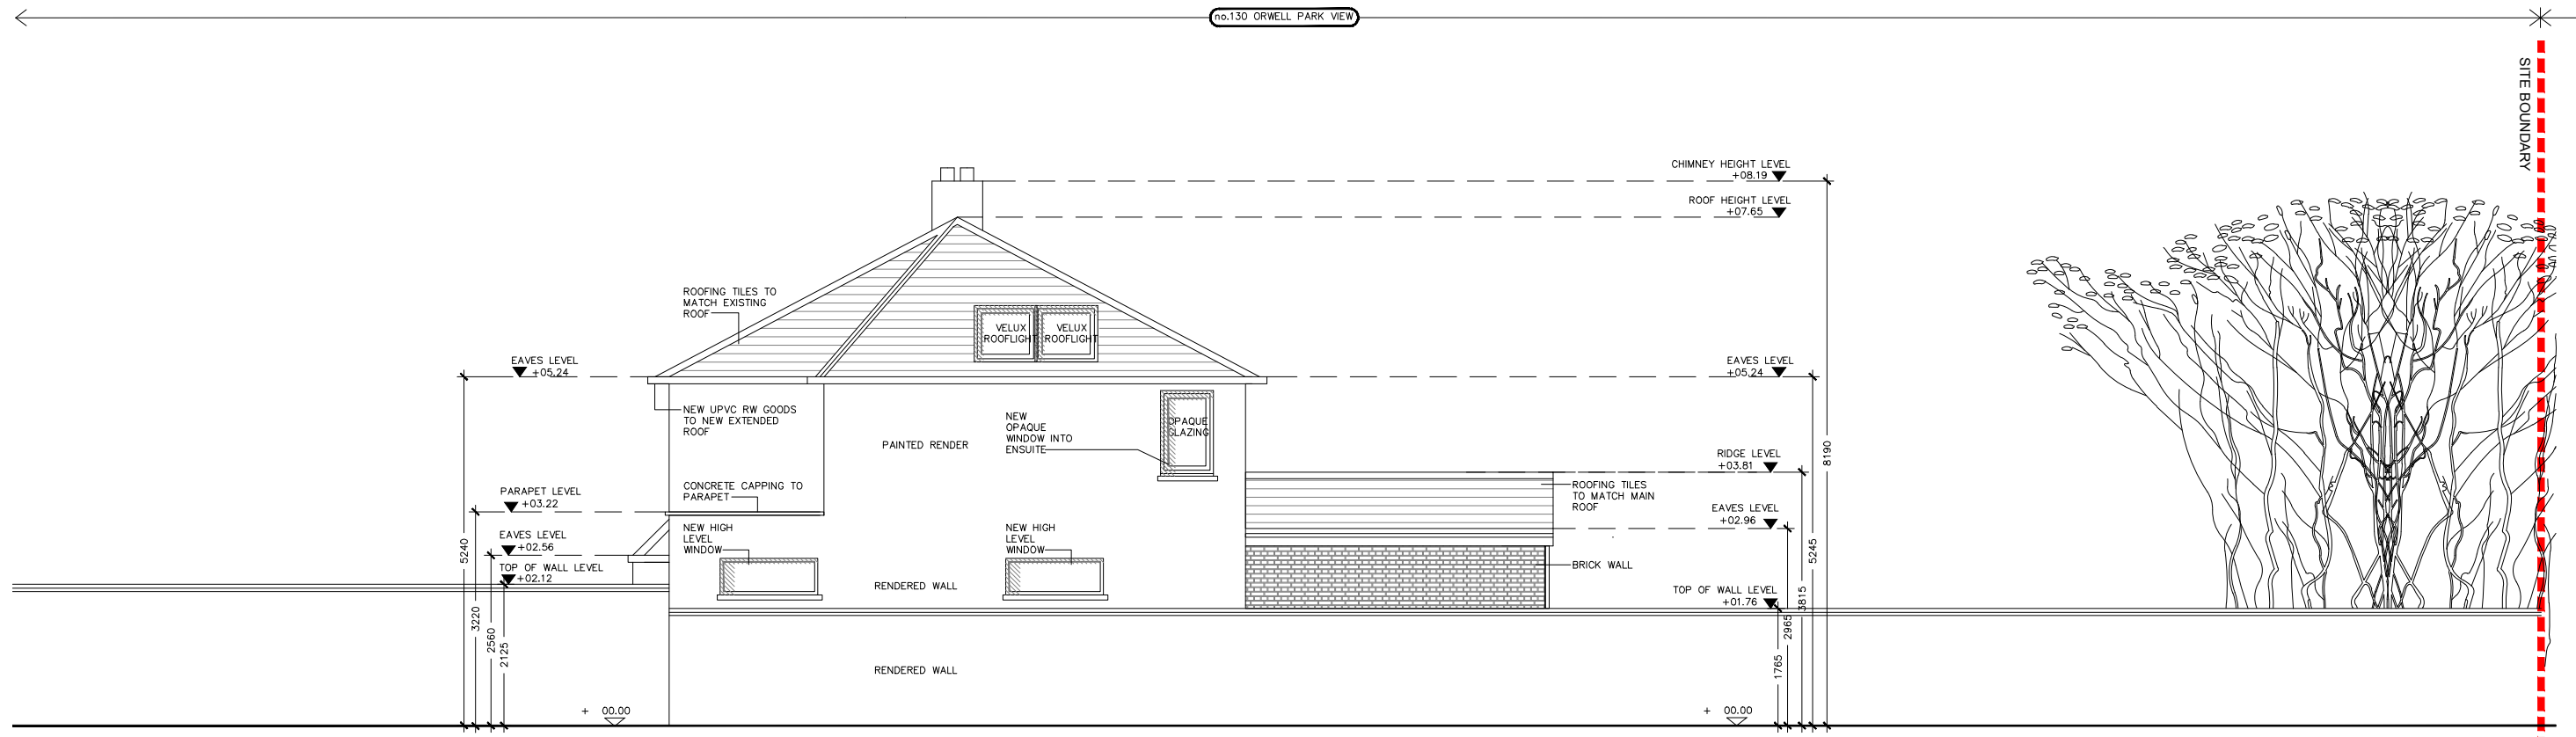 no.130 ORWELL PARK VIEW
SITE BOUNDARY
CHIMNEY HEIGHT LEVEL
+08.19
ROOF HEIGHT LEVEL
+07.65
ROOFING TILES TO
MATCH EXISTING
ROOF
VELUX
ROOFLIGHT
VELUX
ROOFLIGHT
EAVES LEVEL
+05.24
EAVES LEVEL
+05.24
NEW UPVC RW GOODS
TO NEW EXTENDED
ROOF
PAINTED RENDER
NEW
OPAQUE
WINDOW INTO
ENSUITE
OPAQUE
GLAZING
RIDGE LEVEL
+03.81
8190
CONCRETE CAPPING TO
PARAPET
ROOFING TILES
TO MATCH MAIN
ROOF
PARAPET LEVEL
+03.22
EAVES LEVEL
+02.96
EAVES LEVEL
+02.56
NEW HIGH
LEVEL
WINDOW
NEW HIGH
LEVEL
WINDOW
5240
5245
TOP OF WALL LEVEL
+02.12
BRICK WALL
RENDERED WALL
TOP OF WALL LEVEL
+01.76
3815
3220
2965
2560
2125
1765
RENDERED WALL
+ 00.00
+ 00.00